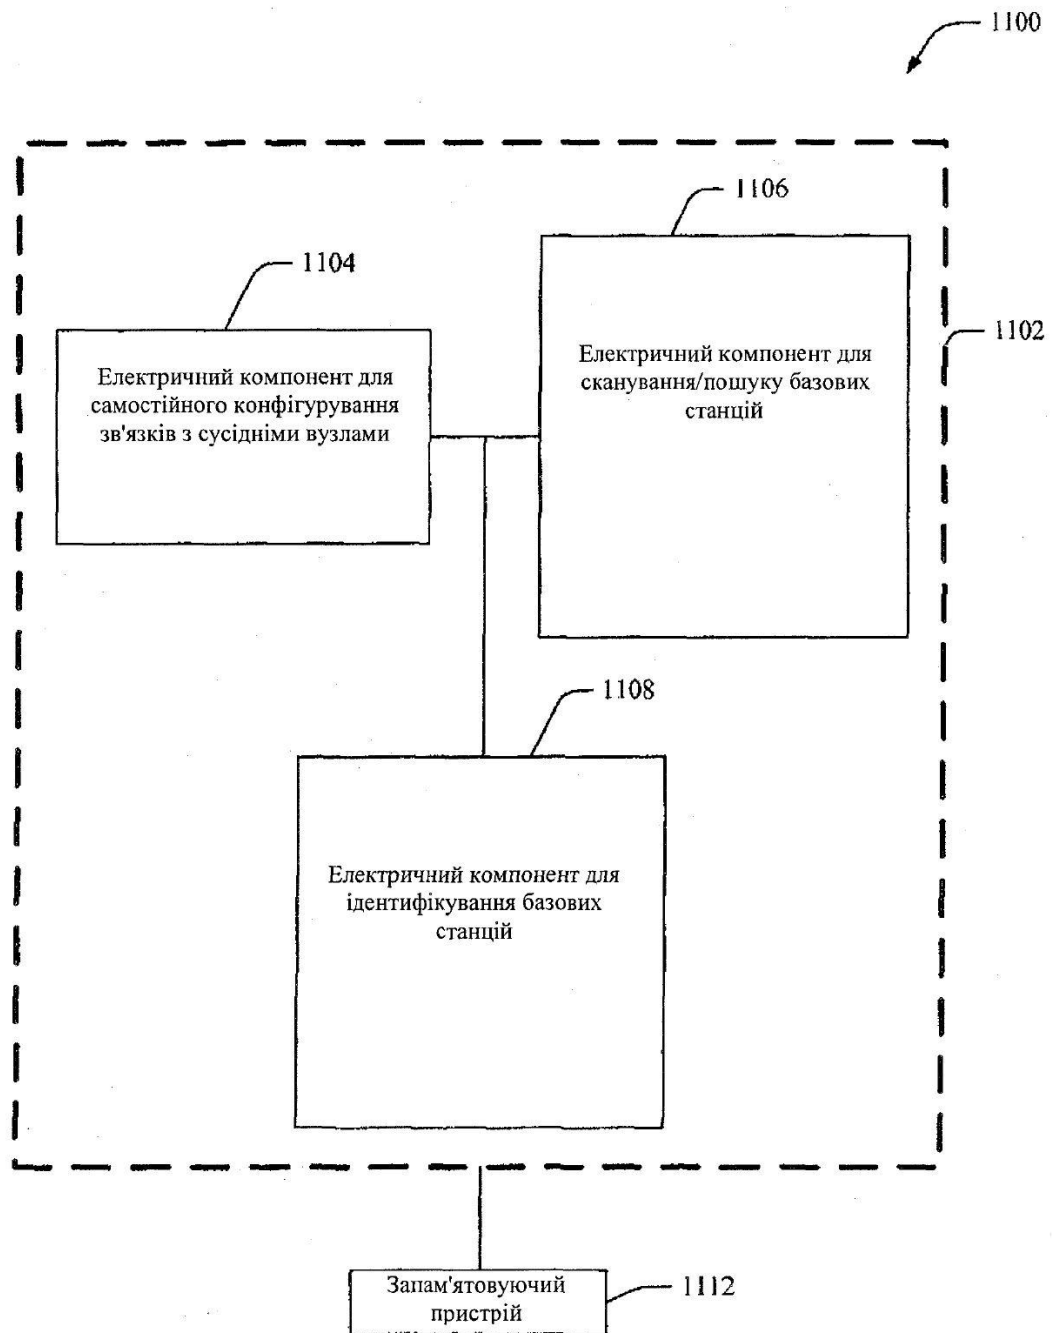 1100
1106
1104
1102
Електричний компонент для
сканування/пошуку базових
станцій
Електричний компонент для
самостійного конфігурування
зв'язків з сусідніми вузлами
1108
Електричний компонент для
ідентифікування базових
станцій
Запам'ятовуючий
пристрій
1112